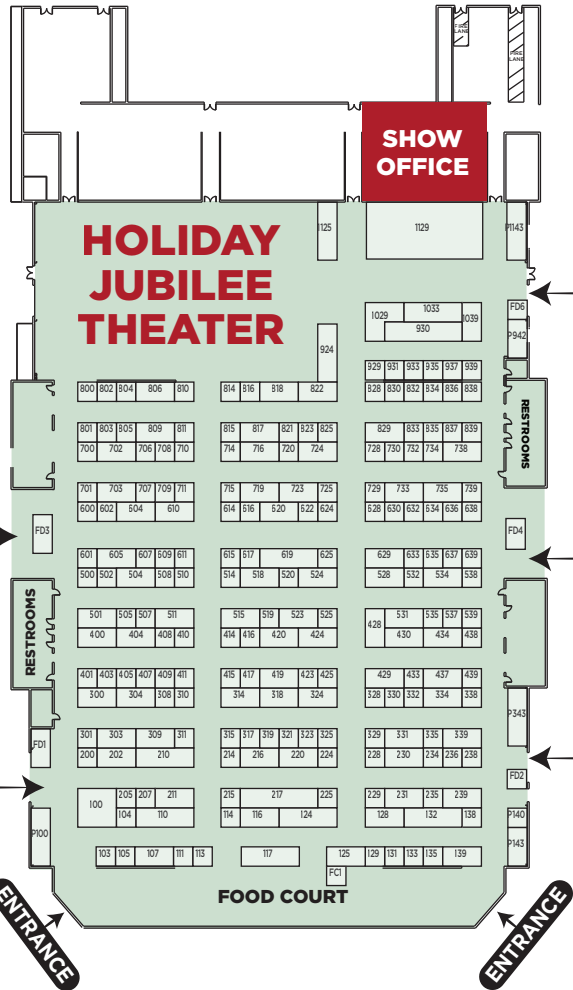 FIRE
LANE
FIRE
LANE
SHOW
OFFICE
HOLIDAY
JUBILEE
THEATER
1125
1129
P1143
FD6
1029 1033 1039
930
P942
924
929 931 933 935 937 939
800 802 804 806 810
814 816 818 822
828 830 832 834 836 838
801 803 805 809 811
815 817 821 823 825
829 833 835 837 839
700 702 706 708 710
714 716 720 724
728 730 732 734 738
RESTROOMS
701 703 707 709 711
715 719 723 725
729 733 735 739
600 602 604 610
614 616 620 622 624
628 630 632 634 636 638
FD3
FD4
601 605 607 609 611
615 617 619 625
629 633 635 637 639
500 502 504 508 510
514 518 520 524
528 532 534 538
RESTROOMS
501 505 507 511
515 519 523 525
428 531 535 537 539
400 404 408 410
414 416 420 424
430 434 438
401 403 405 407 409 411
415 417 419 423 425
429 433 437 439
300 304 308 310
314 318 324
328 330 332 334 338
P343
301 303 309 311
315 317 319 321 323 325
329 331 335 339
200 202 210
214 216 220 224
228 230 234 236 238
FD1
FD2
100 205 207 211
215 217 225
229 231 235 239
104 110
114 116 124
128 132 138
P100
P140
P143
103 105 107 111 113
117
125 129 131 133 135 139
FC1
FOOD COURT
ENTRANCE
ENTRANCE